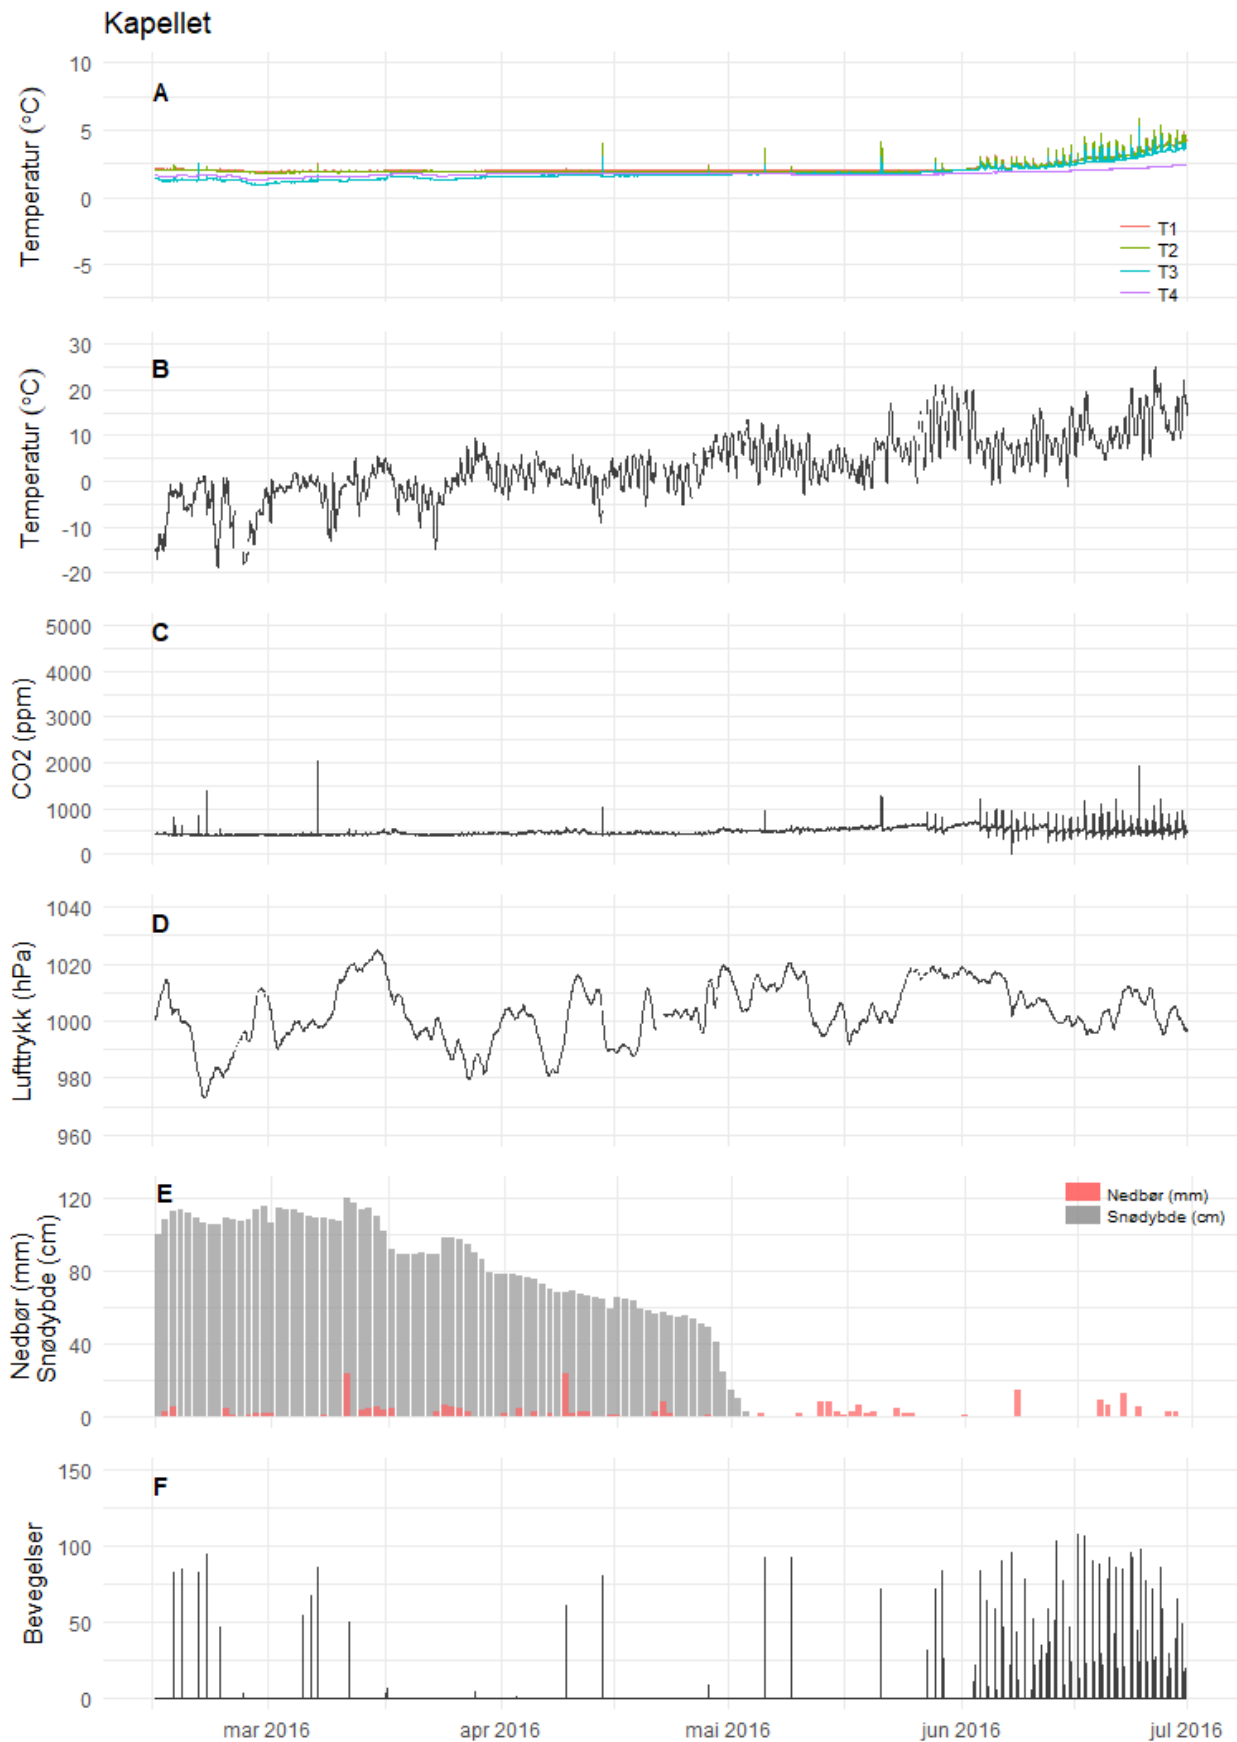 Kapellet
A
Temperatur (°C)
10
5
0
-5
T1
T2
T3
T4
B
Temperatur (°C)
30
20
10
0
-10
-20
C
CO2 (ppm)
5000
4000
3000
2000
1000
0
D
Lufttrykk (hPa)
1040
1020
1000
980
960
E
Nedbør (mm)
Snødybde (cm)
120
80
40
0
Nedbør (mm)
Snødybde (cm)
F
Bevegelser
150
100
50
0
mar 2016 apr 2016 mai 2016 jun 2016 jul 2016